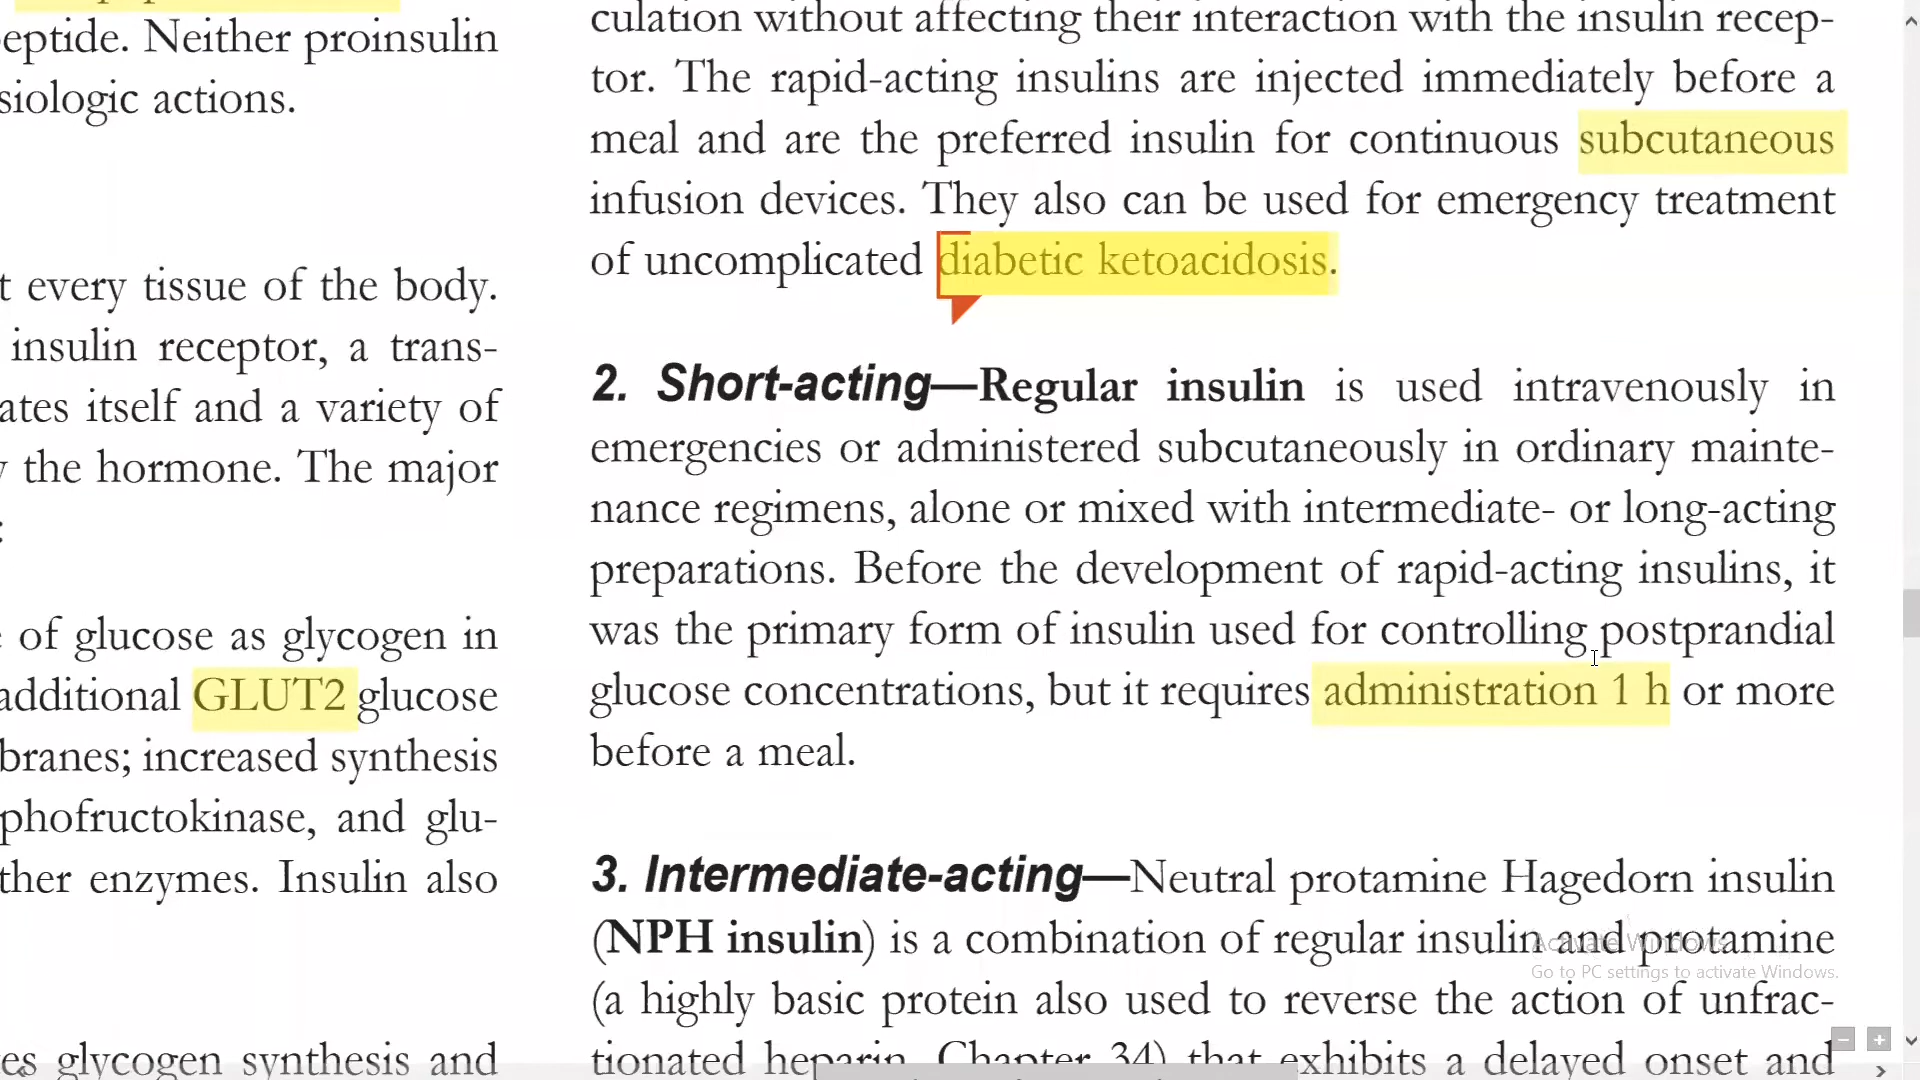 eptide. Neither proinsulin
siologic actions.
t every tissue of the body.
insulin receptor, a trans-
ates itself and a variety of
the hormone. The major
:
of glucose as glycogen in
additional GLUT2 glucose
branes; increased synthesis
phofructokinase, and glu-
ther enzymes. Insulin also
es glycogen synthesis and
culation without affecting their interaction with the insulin recep-
tor. The rapid-acting insulins are injected immediately before a
meal and are the preferred insulin for continuous subcutaneous
infusion devices. They also can be used for emergency treatment
of uncomplicated diabetic ketoacidosis.
2. Short-acting—Regular insulin is used intravenously in
emergencies or administered subcutaneously in ordinary mainte-
nance regimens, alone or mixed with intermediate- or long-acting
preparations. Before the development of rapid-acting insulins, it
was the primary form of insulin used for controlling postprandial
glucose concentrations, but it requires administration 1 h or more
before a meal.
3. Intermediate-acting—Neutral protamine Hagedorn insulin
(NPH insulin) is a combination of regular insulin and protamine
(a highly basic protein also used to reverse the action of unfrac-
tionated heparin, Chapter 34) that exhibits a delayed onset and
Activate Windows
Go to PC settings to activate Windows.